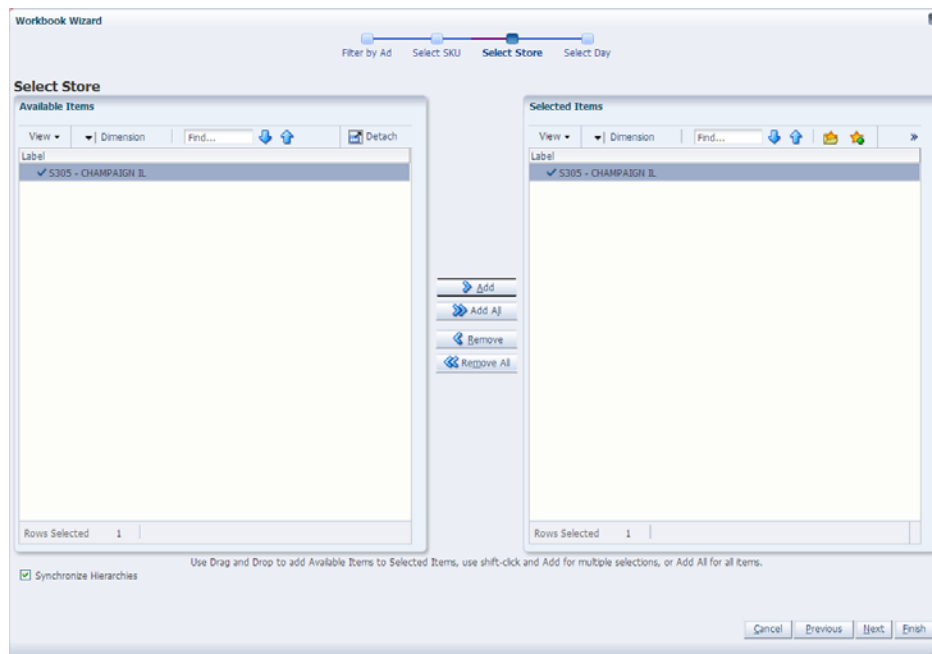 Workbook Wizard
Filter by Ad Select SKU Select Store Select Day
Select Store
Available Items Selected Items
View Dimension Find... Detach View Dimension Find... »
Label Label
S305 - CHAMPAIGN IL S305 - CHAMPAIGN IL
Add
Add All
Remove
Remove All
Rows Selected 1 Rows Selected 1
Use Drag and Drop to add Available Items to Selected Items, use shift-click and Add for multiple selections, or Add All for all items.
Synchronize Hierarchies
Cancel Previous Next Finish